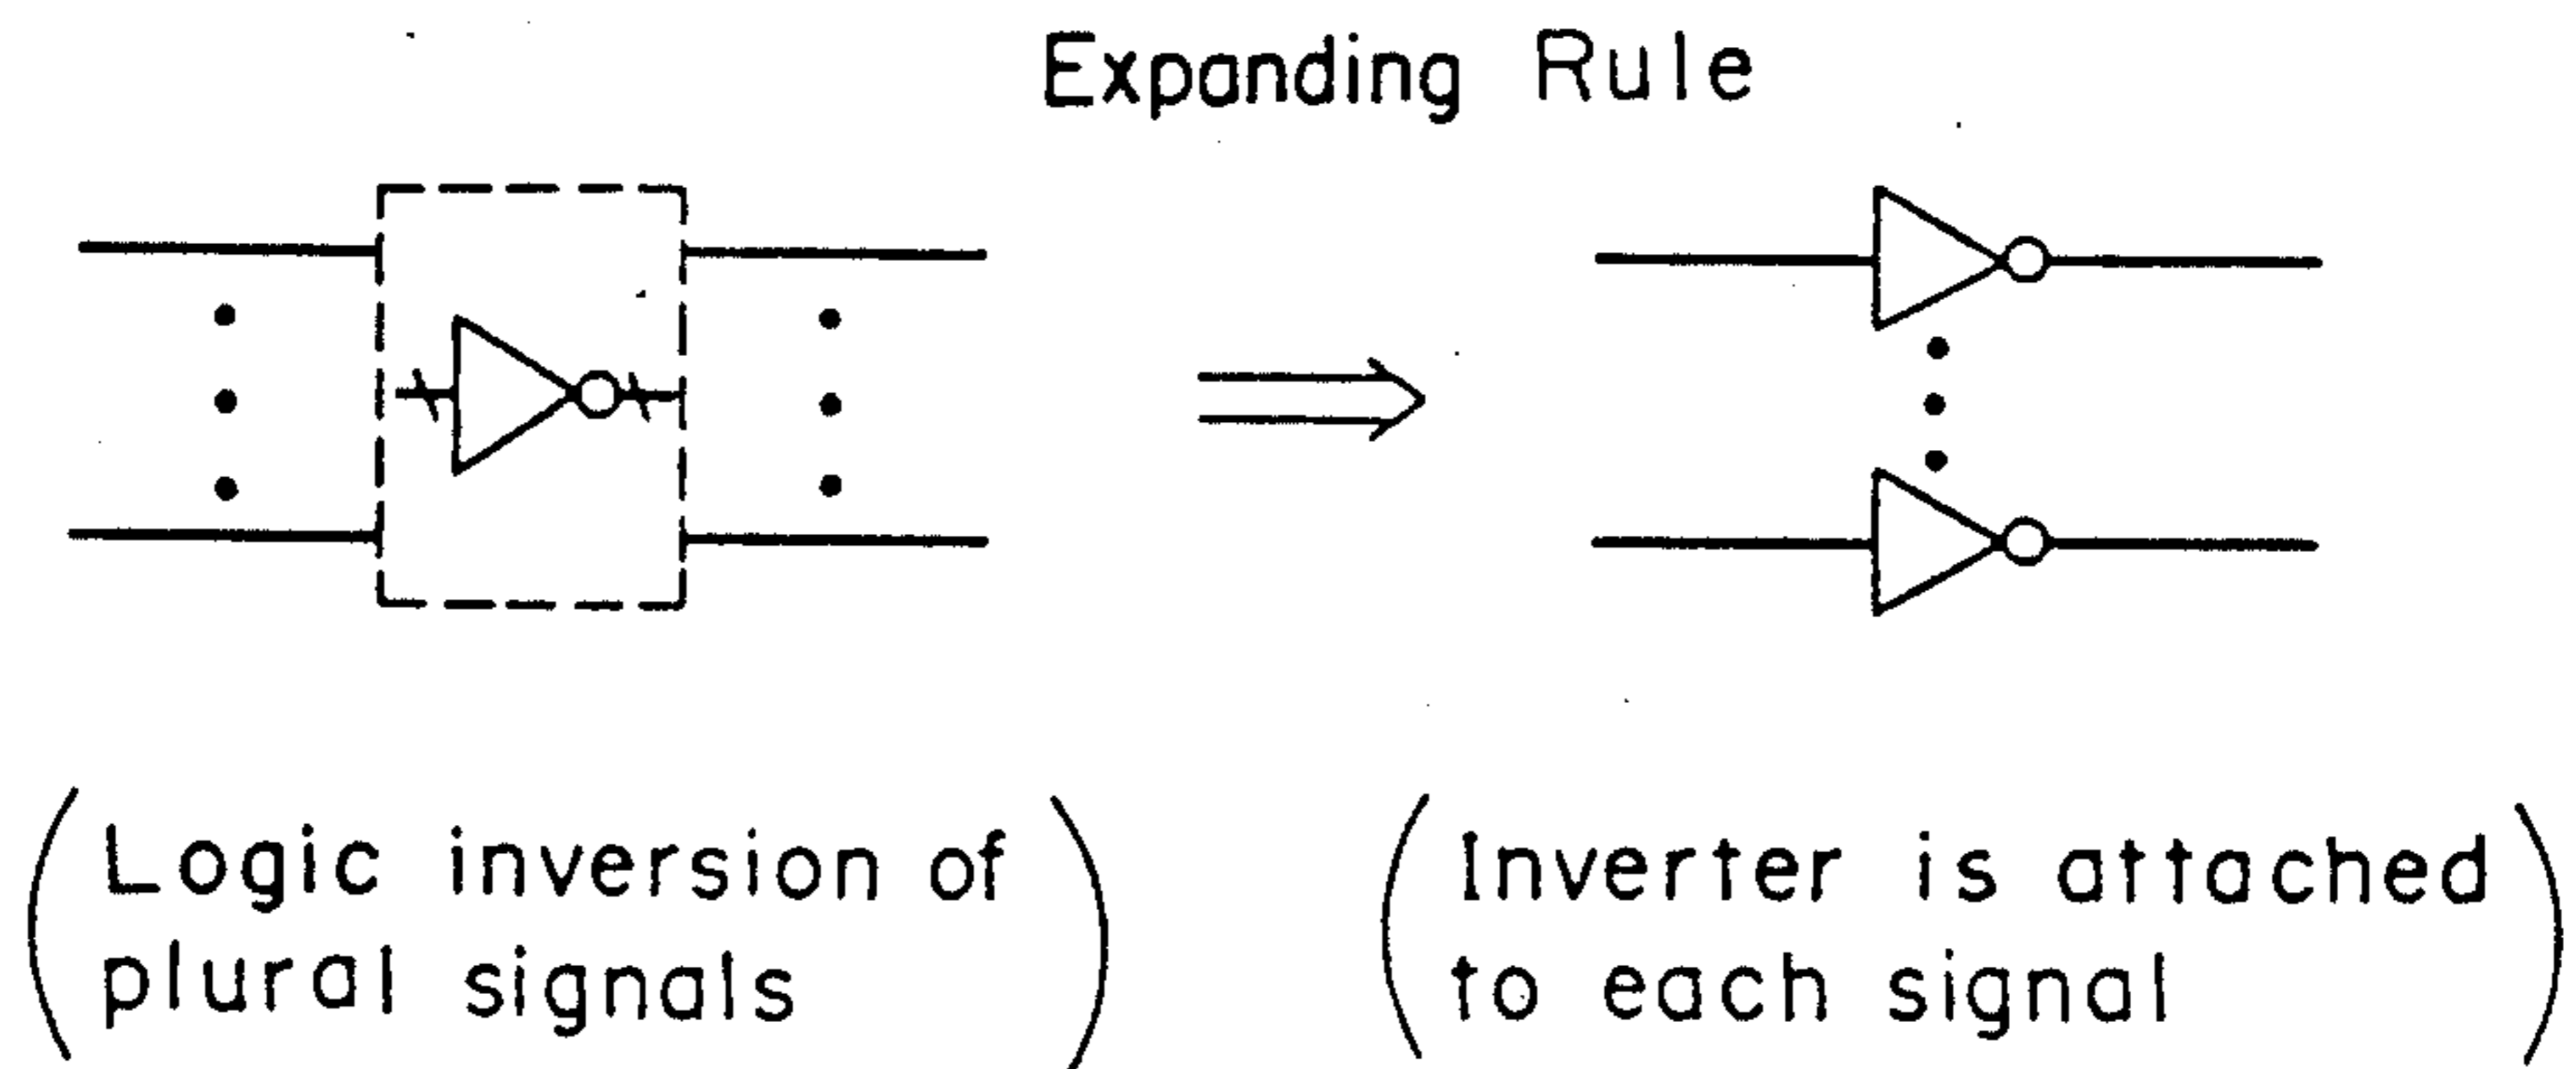 Expanding Rule
Logic inversion of
plural signals
Inverter is attached
to each signal